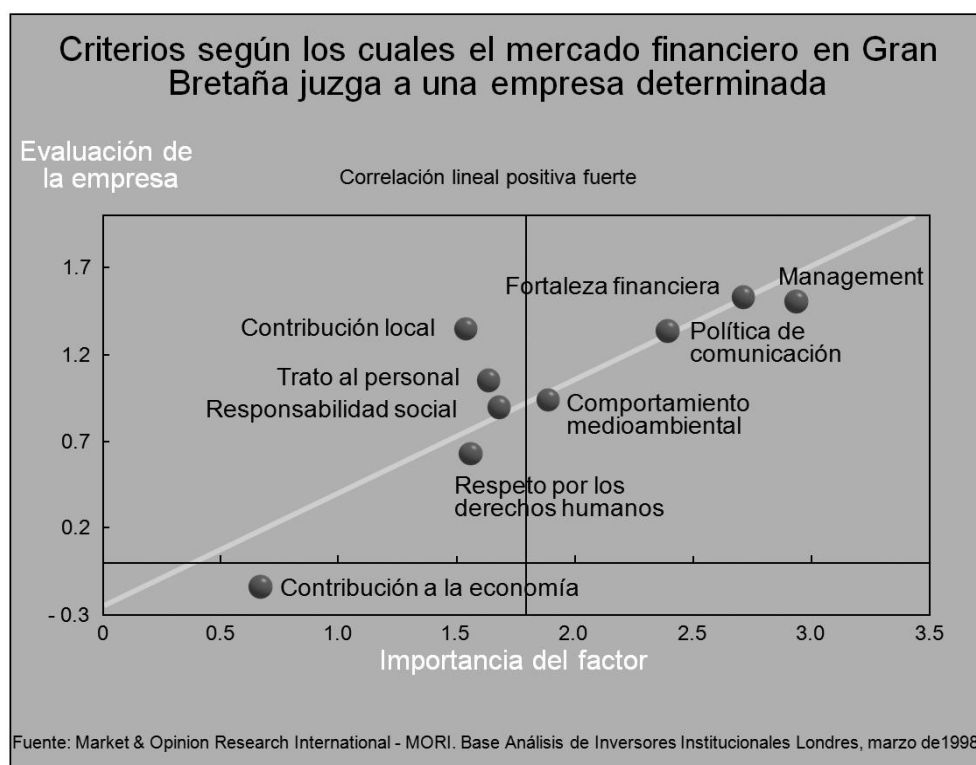 Criterios según los cuales el mercado financiero en Gran
Bretaña juzga a una empresa determinada
Evaluación de
la empresa
Correlación lineal positiva fuerte
1.7
1.2
0.7
0.2
- 0.3
Fortaleza financiera
Management
Contribución local
Política de
comunicación
Trato al personal
Responsabilidad social
Comportamiento
medioambiental
Respeto por los
derechos humanos
Contribución a la economía
0 0.5 1.0 1.5 2.0 2.5 3.0 3.5
Importancia del factor
Fuente: Market & Opinion Research International - MORI. Base Análisis de Inversores Institucionales Londres, marzo de1998